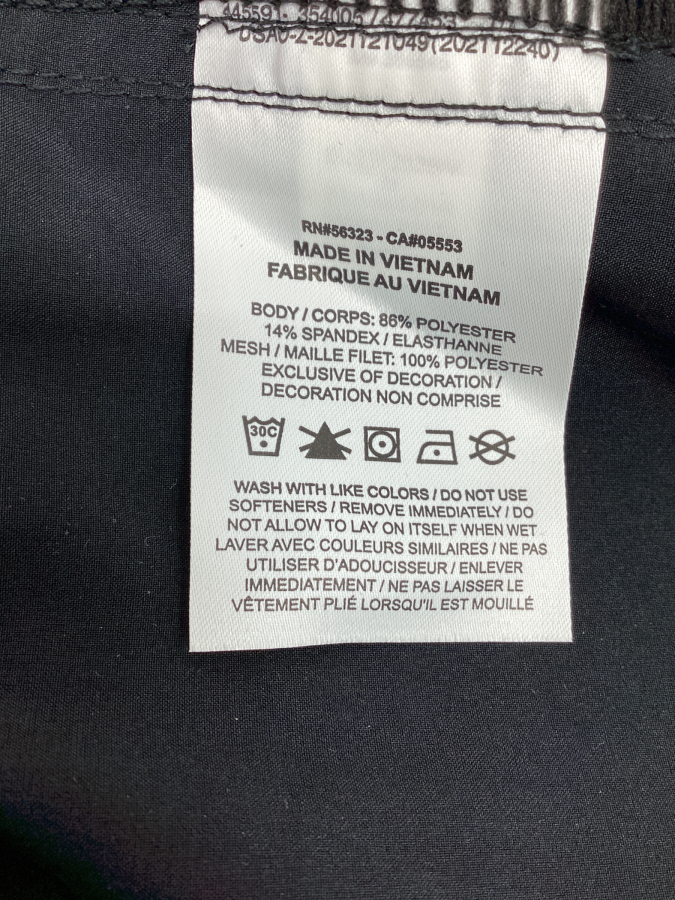 USAU-Z-2021121049(202112240)
RN#56323 - CA#05553
MADE IN VIETNAM
FABRIQUE AU VIETNAM
BODY / CORPS: 86% POLYESTER
14% SPANDEX / ELASTHANNE
MESH / MAILLE FILET: 100% POLYESTER
EXCLUSIVE OF DECORATION /
DECORATION NON COMPRISE
30C
WASH WITH LIKE COLORS / DO NOT USE
SOFTENERS / REMOVE IMMEDIATELY / DO
NOT ALLOW TO LAY ON ITSELF WHEN WET
LAVER AVEC COULEURS SIMILAIRES / NE PAS
UTILISER D'ADOUCISSEUR / ENLEVER
IMMEDIATEMENT / NE PAS LAISSER LE
VÊTEMENT PLIÉ LORSQU'IL EST MOUILLÉ